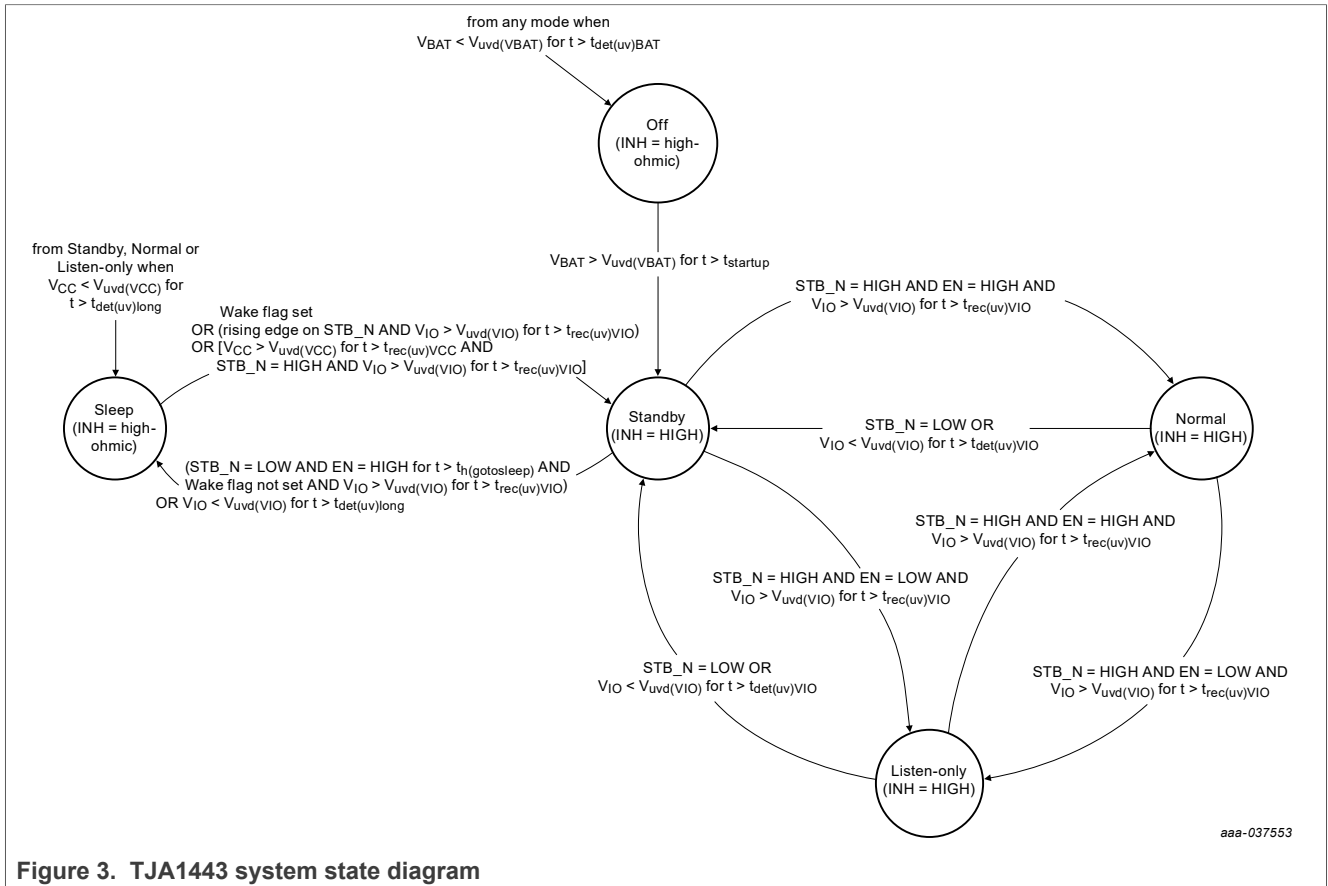 from any mode when
VBAT < Vuvd(VBAT) for t > tdet(uv)BAT
Off
(INH = high-
ohmic)
VBAT > Vuvd(VBAT) for t > tstartup
from Standby, Normal or
Listen-only when
VCC < Vuvd(VCC) for
t > tdet(uv)long
Wake flag set
OR (rising edge on STB_N AND VIO > Vuvd(VIO) for t > trec(uv)VIO)
OR [VCC > Vuvd(VCC) for t > trec(uv)VCC AND
STB_N = HIGH AND VIO > Vuvd(VIO) for t > trec(uv)VIO]
STB_N = HIGH AND EN = HIGH AND
VIO > Vuvd(VIO) for t > trec(uv)VIO
Sleep
(INH = high-
ohmic)
Standby
(INH = HIGH)
STB_N = LOW OR
VIO < Vuvd(VIO) for t > tdet(uv)VIO
Normal
(INH = HIGH)
(STB_N = LOW AND EN = HIGH for t > th(gotosleep) AND
Wake flag not set AND VIO > Vuvd(VIO) for t > trec(uv)VIO)
OR VIO < Vuvd(VIO) for t > tdet(uv)long
STB_N = HIGH AND EN = HIGH AND
VIO > Vuvd(VIO) for t > trec(uv)VIO
STB_N = HIGH AND EN = LOW AND
VIO > Vuvd(VIO) for t > trec(uv)VIO
STB_N = LOW OR
VIO < Vuvd(VIO) for t > tdet(uv)VIO
STB_N = HIGH AND EN = LOW AND
VIO > Vuvd(VIO) for t > trec(uv)VIO
Listen-only
(INH = HIGH)
aaa-037553
Figure 3. TJA1443 system state diagram